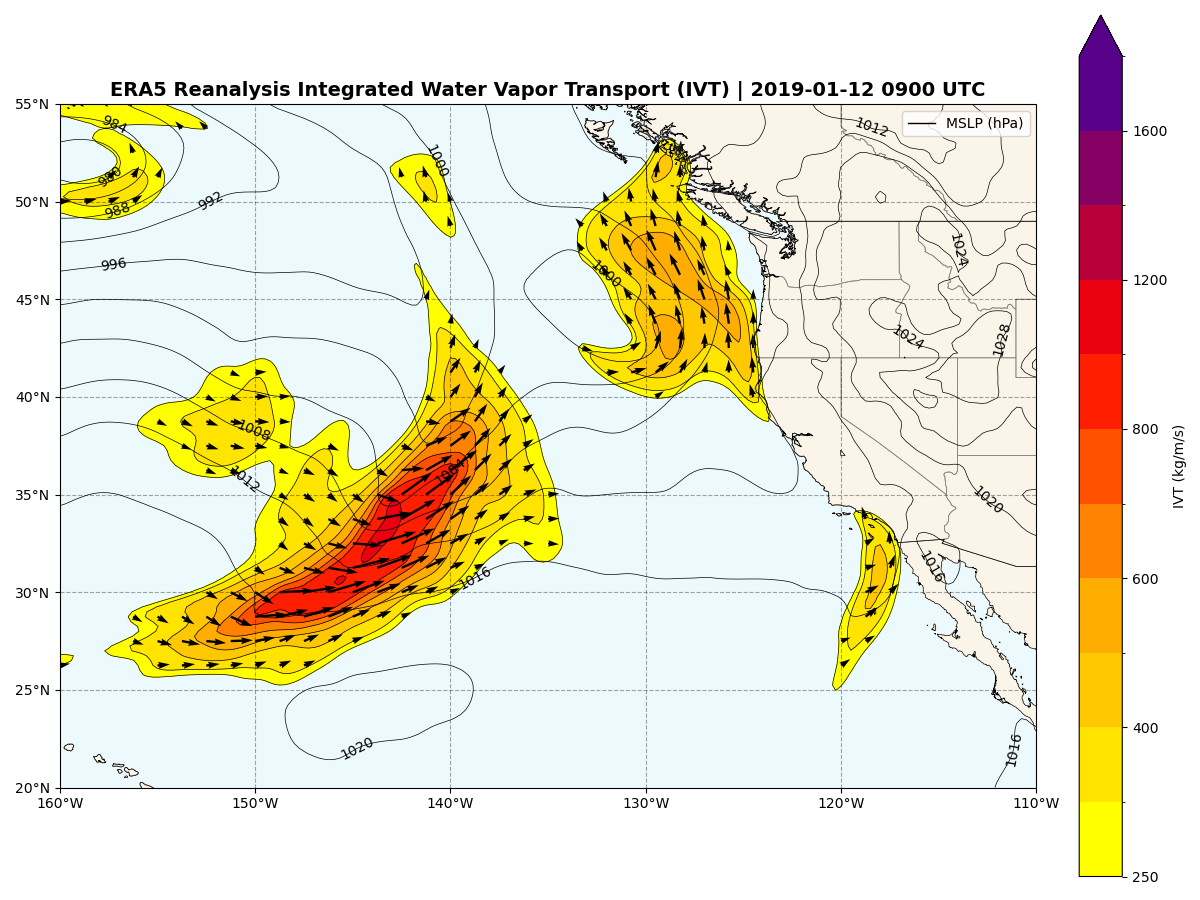 ERA5 Reanalysis Integrated Water Vapor Transport (IVT) | 2019-01-12 0900 UTC
MSLP (hPa)
55°N
50°N
45°N
40°N
35°N
30°N
25°N
20°N
160°W
150°W
140°W
130°W
120°W
110°W
984
980
988
992
996
1000
1000
1012
1024
1024
1028
1008
1012
1004
1020
1016
1016
1020
1016
1600
1200
800
600
400
250
IVT (kg/m/s)